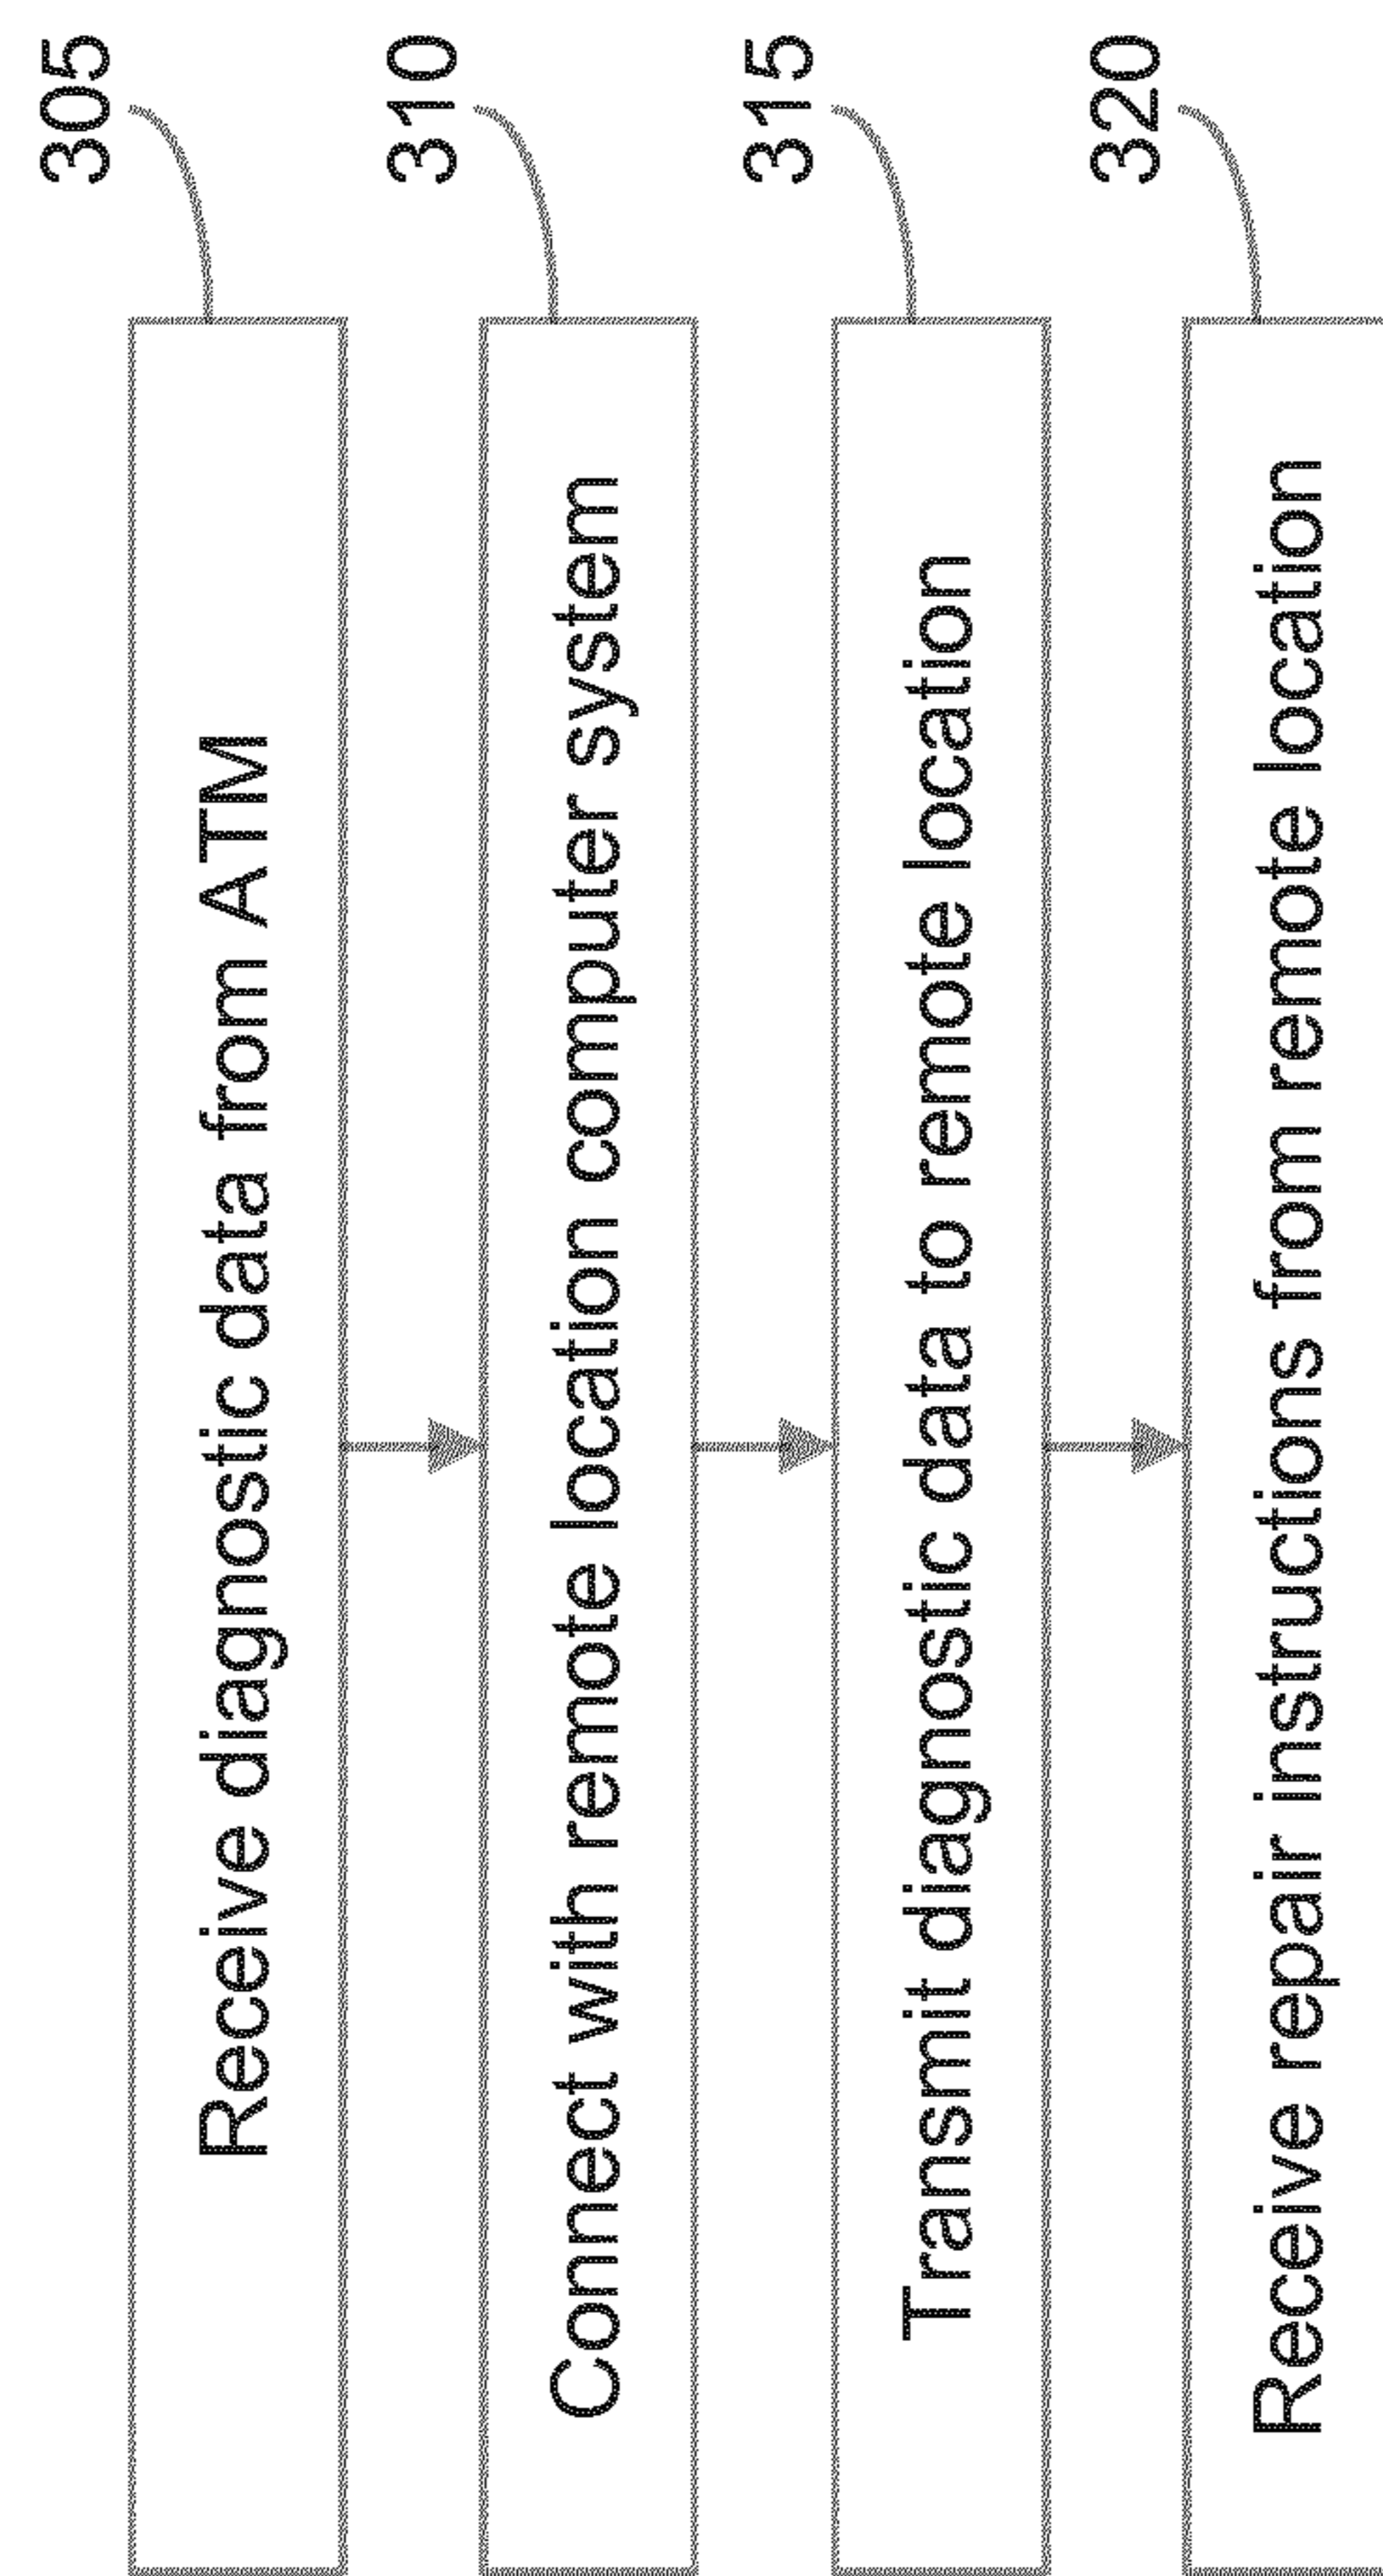 Receive diagnostic data from ATM
305
Connect with remote location computer system
310
Transmit diagnostic data to remote location
315
Receive repair instructions from remote location
320